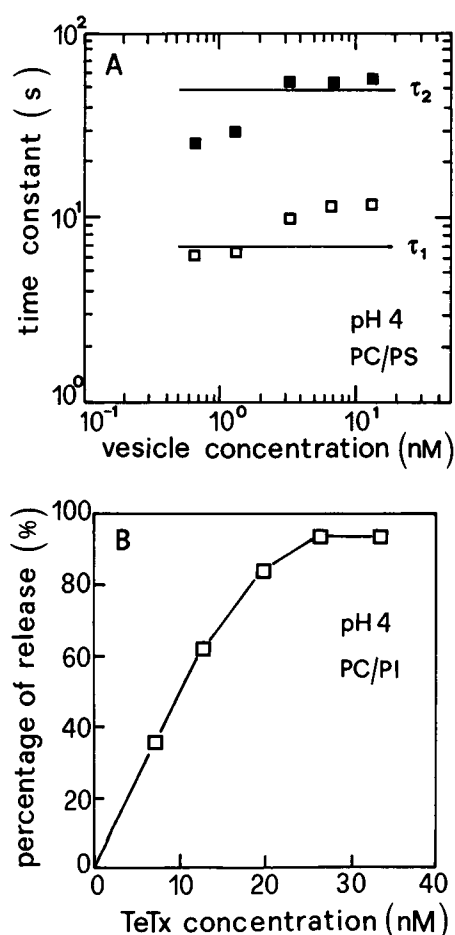 A
time constant (s)
10²
10¹
10⁰
τ₂
τ₁
pH 4
PC/PS
10⁻¹ 10⁰ 10¹
vesicle concentration (nM)
B
percentage of release (%)
100
80
60
40
20
0
pH 4
PC/PI
0 10 20 30 40
TeTx concentration (nM)